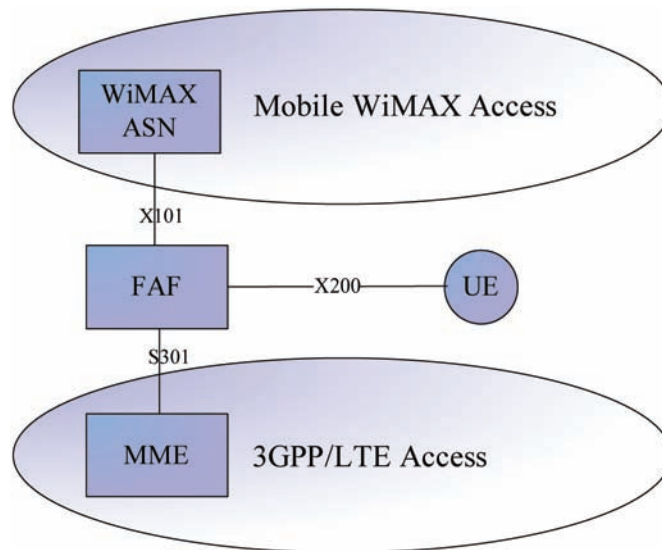 WiMAX
ASN
Mobile WiMAX Access
X101
FAF
X200
UE
S301
MME
3GPP/LTE Access